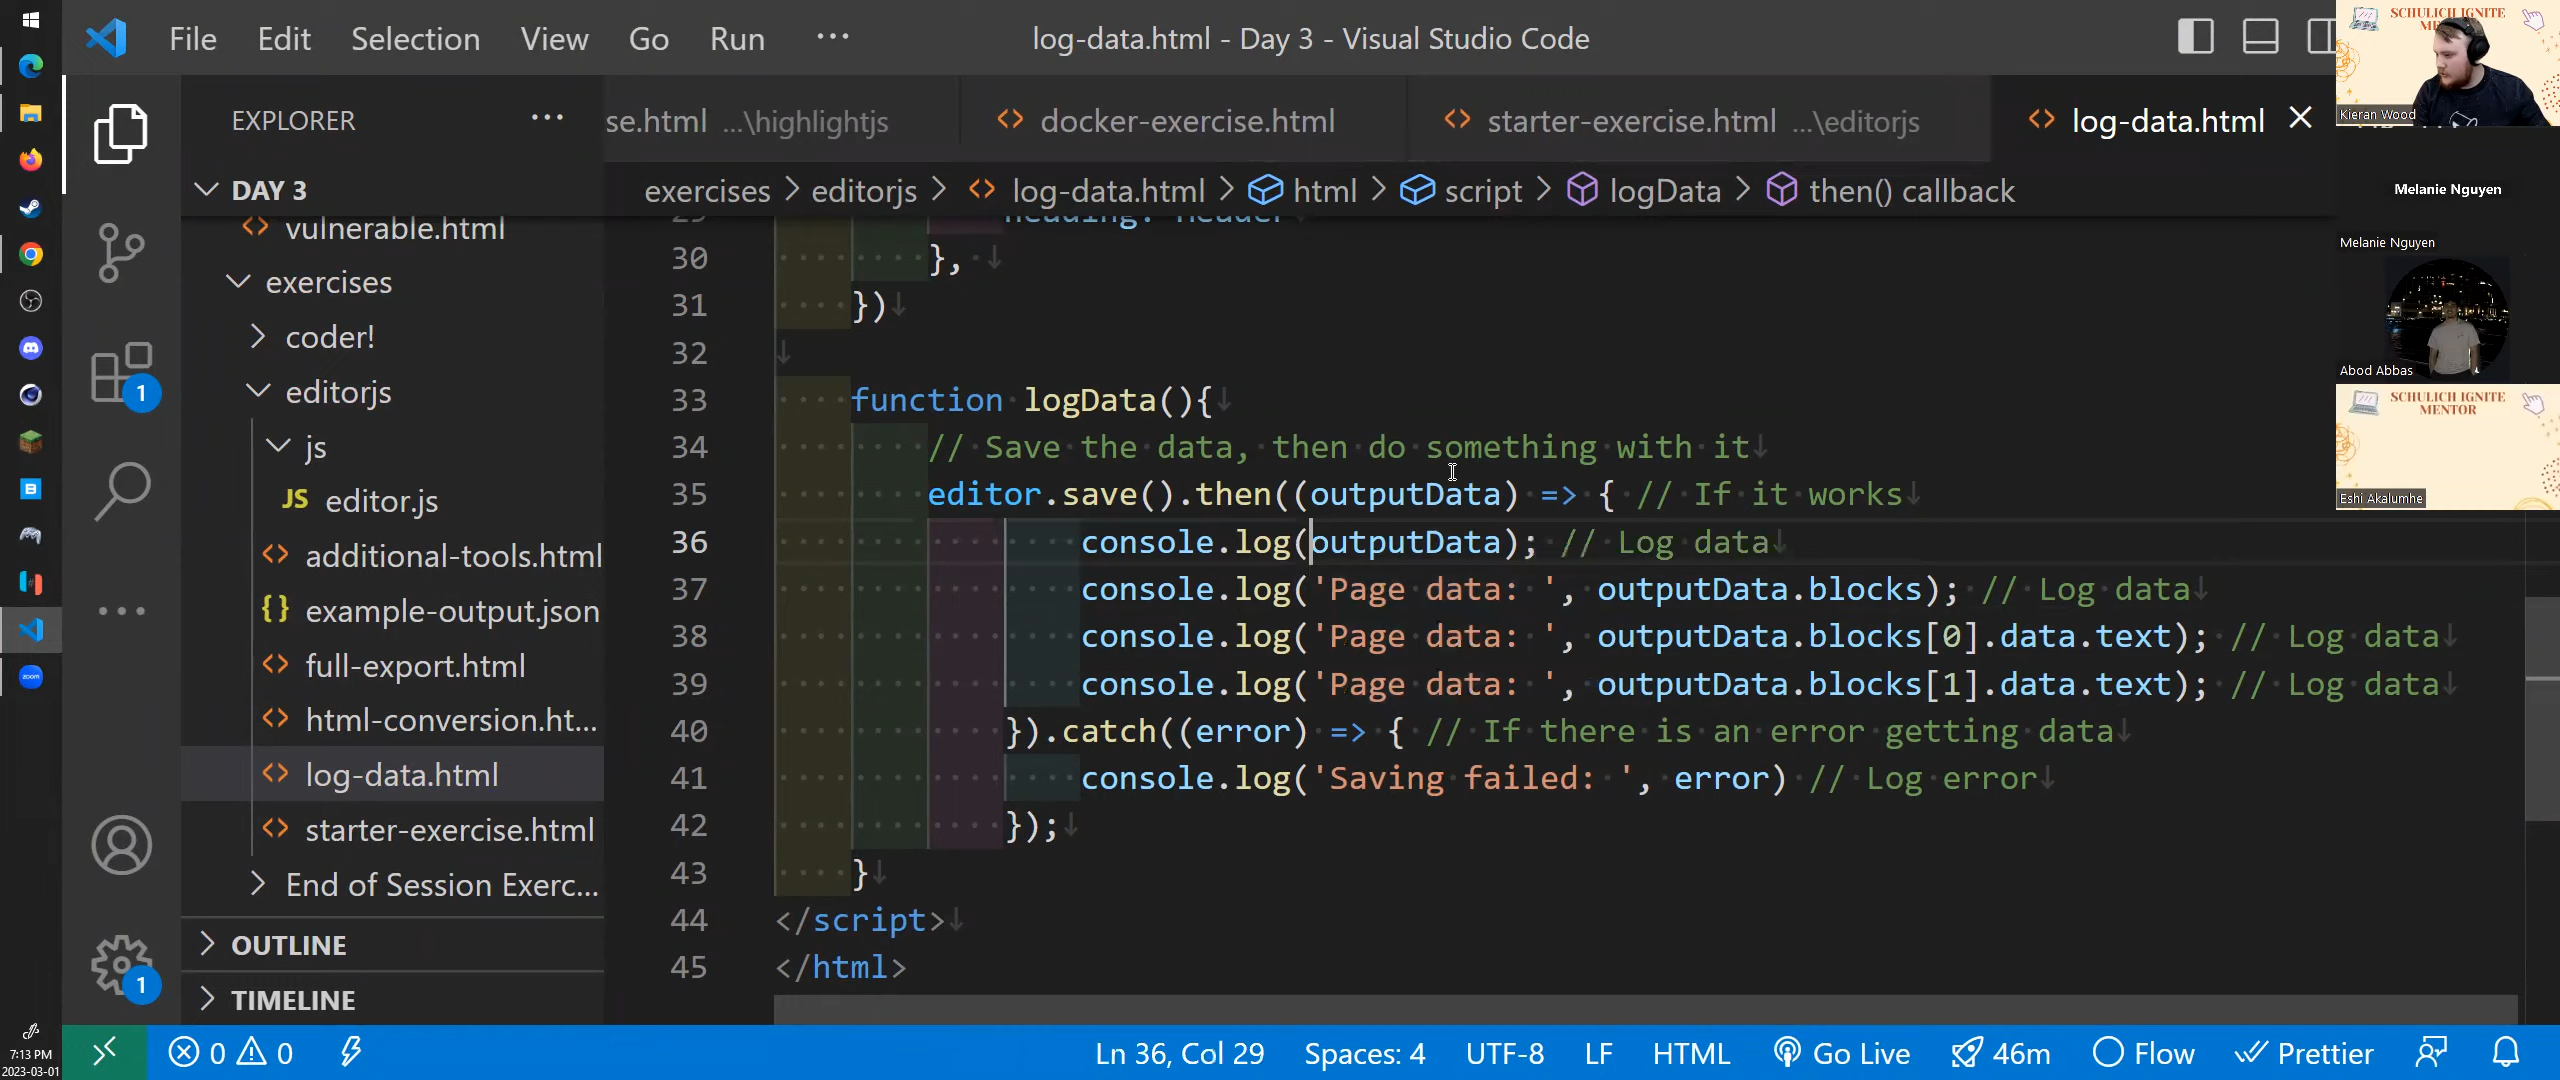 File Edit Selection View Go Run ···
log-data.html - Day 3 - Visual Studio Code
EXPLORER ···
se.html ...\highlightjs
docker-exercise.html
starter-exercise.html ...\editorjs
log-data.html
DAY 3
exercises > editorjs > log-data.html > html > script > logData > then() callback
vulnerable.html
exercises
coder!
editorjs
js
JS editor.js
additional-tools.html
{} example-output.json
full-export.html
html-conversion.ht...
log-data.html
starter-exercise.html
End of Session Exerc...
OUTLINE
TIMELINE
29 heading: Header
30 },
31 })
32
33 function logData(){
34 // Save the data, then do something with it
35 editor.save().then((outputData) => { // If it works
36 console.log(outputData); // Log data
37 console.log('Page data: ', outputData.blocks); // Log data
38 console.log('Page data: ', outputData.blocks[0].data.text); // Log data
39 console.log('Page data: ', outputData.blocks[1].data.text); // Log data
40 }).catch((error) => { // If there is an error getting data
41 console.log('Saving failed: ', error) // Log error
42 });
43 }
44 </script>
45 </html>
SCHULICH IGNITE
Kieran Wood
Melanie Nguyen
Melanie Nguyen
Abod Abbas
SCHULICH IGNITE
MENTOR
Eshi Akalumhe
1
1
zoom
7:13 PM
2023-03-01
0 0
Ln 36, Col 29 Spaces: 4 UTF-8 LF HTML Go Live 46m Flow Prettier